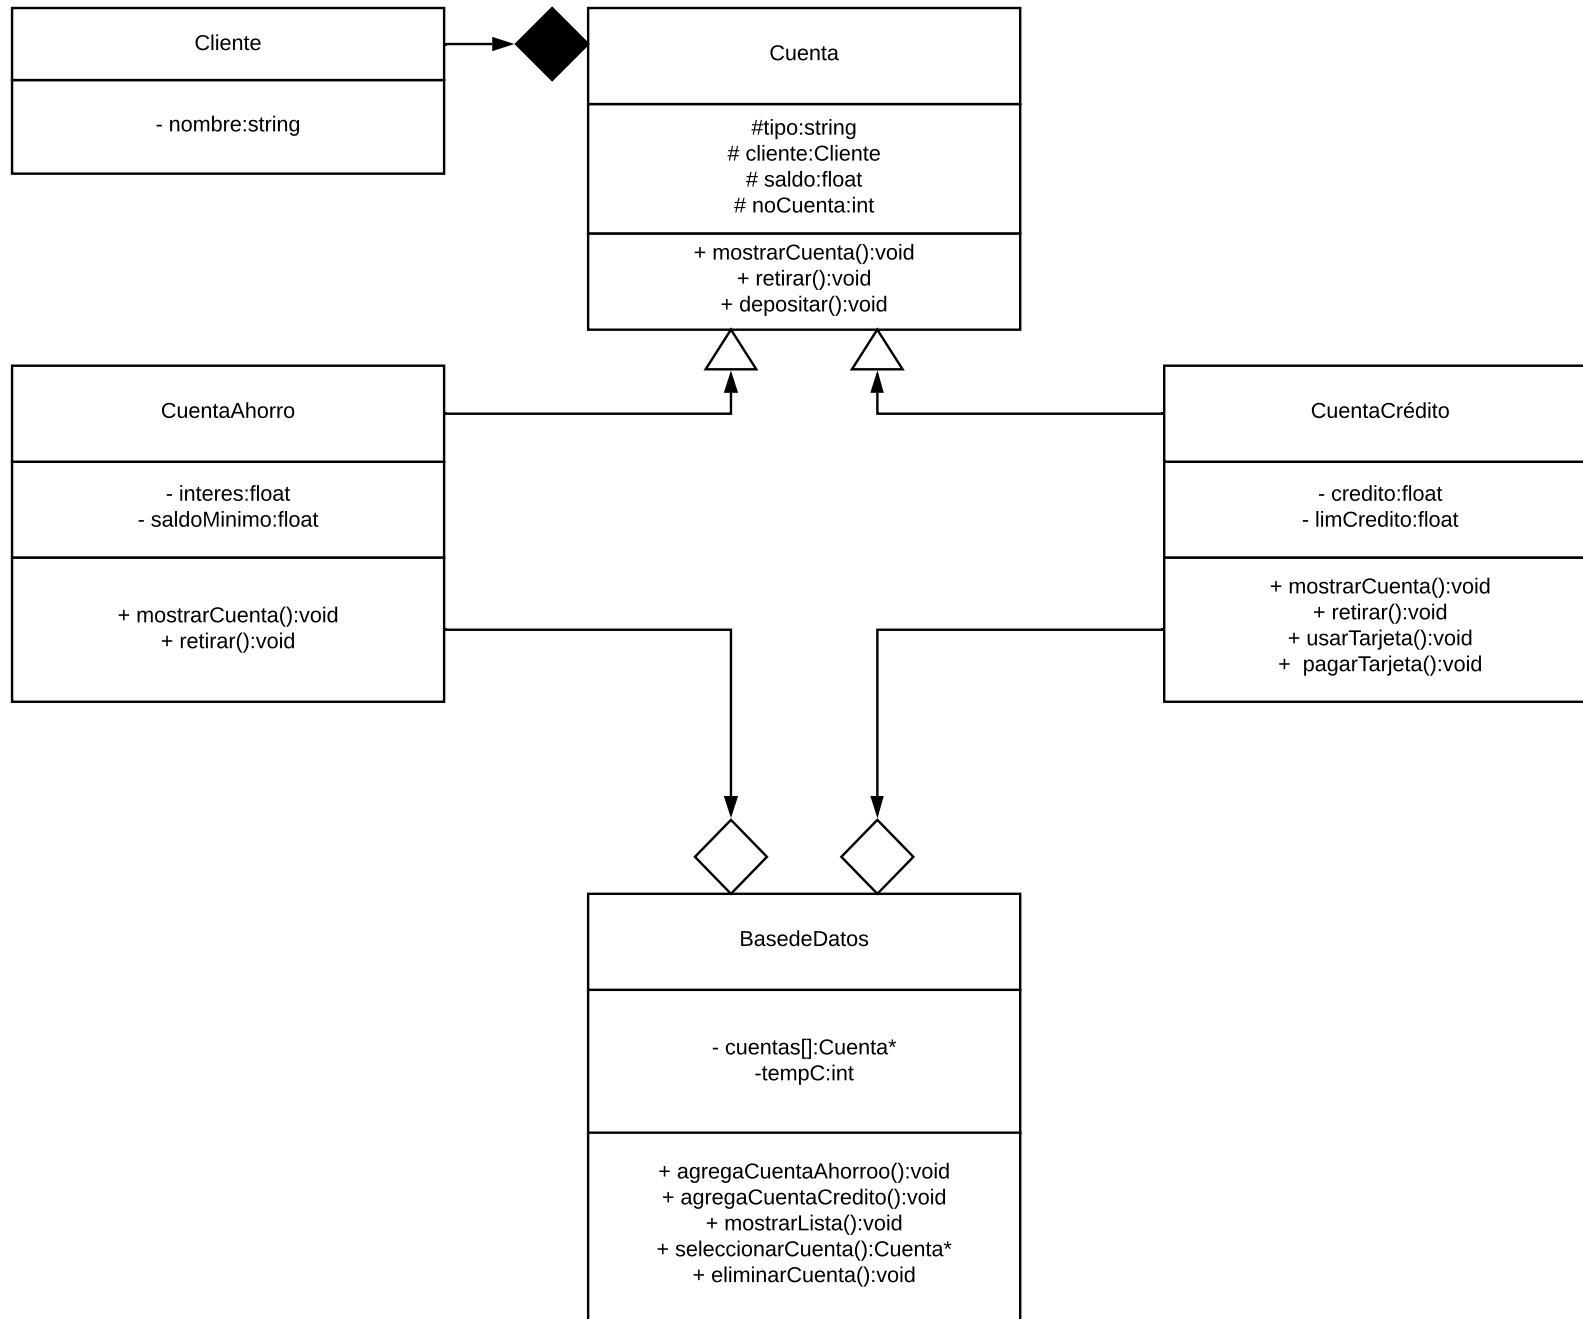 Cliente
- nombre:string
Cuenta
#tipo:string
# cliente:Cliente
# saldo:float
# noCuenta:int
+ mostrarCuenta():void
+ retirar():void
+ depositar():void
CuentaAhorro
- interes:float
- saldoMinimo:float
+ mostrarCuenta():void
+ retirar():void
CuentaCrédito
- credito:float
- limCredito:float
+ mostrarCuenta():void
+ retirar():void
+ usarTarjeta():void
+  pagarTarjeta():void
BasedeDatos
- cuentas[]:Cuenta*
-tempC:int
+ agregaCuentaAhorroo():void
+ agregaCuentaCredito():void
+ mostrarLista():void
+ seleccionarCuenta():Cuenta*
+ eliminarCuenta():void